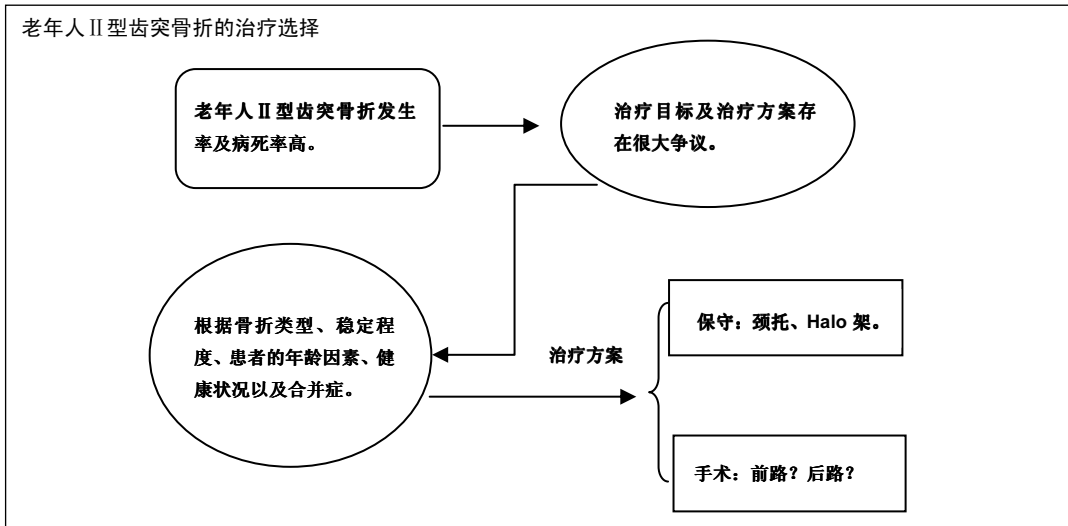 老年人Ⅱ型齿突骨折的治疗选择
老年人Ⅱ型齿突骨折发生
率及病死率高。
治疗目标及治疗方案存
在很大争议。
根据骨折类型、稳定程
度、患者的年龄因素、健
康状况以及合并症。
治疗方案
保守：颈托、Halo 架。
手术：前路？后路？